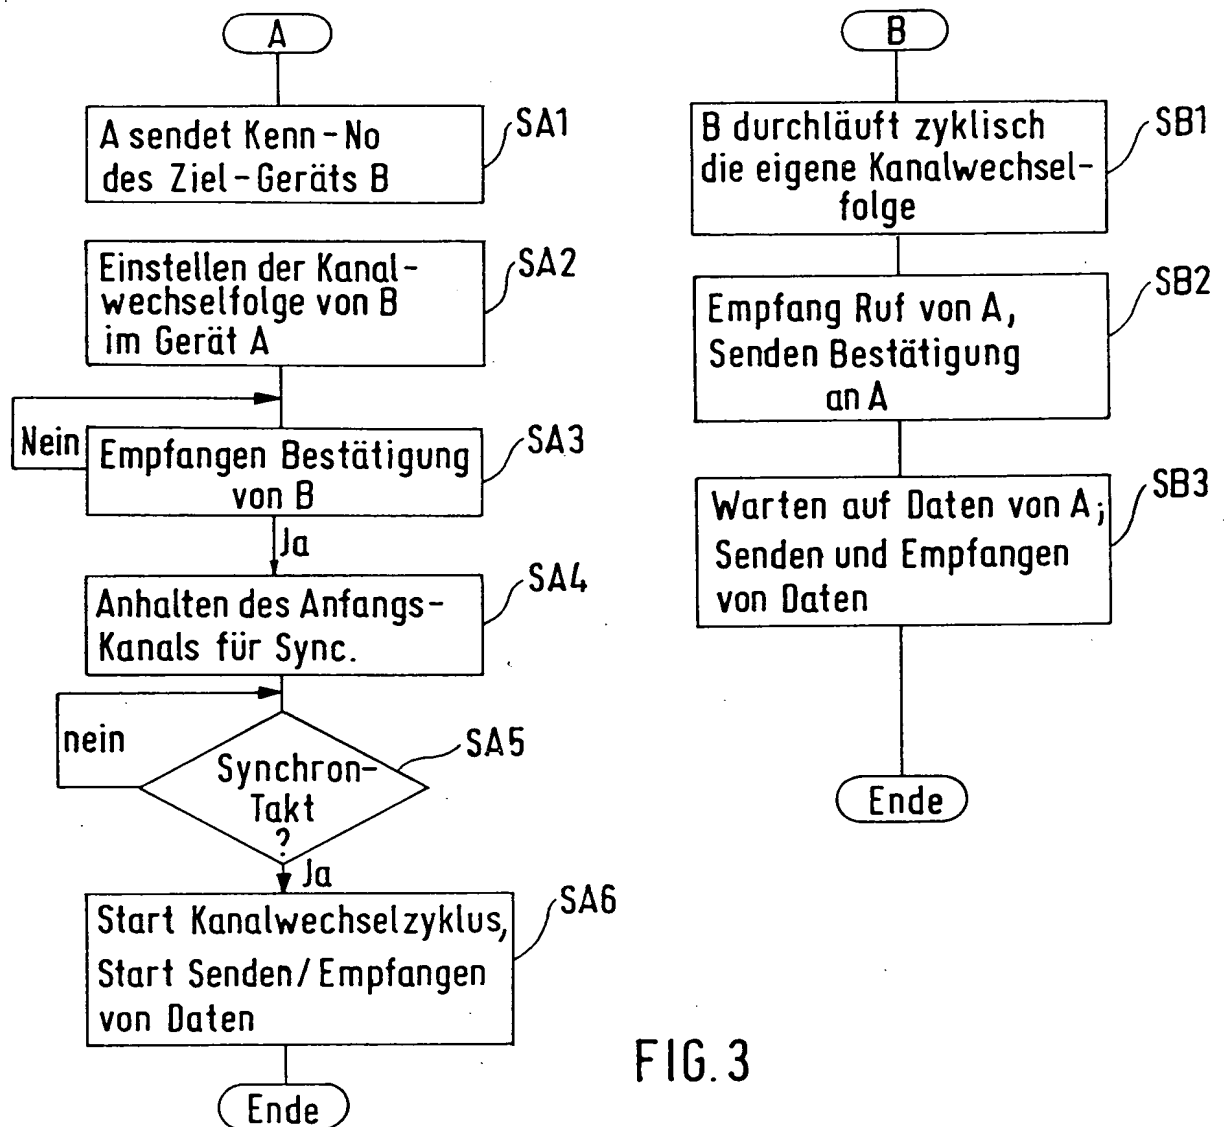 A
A sendet Kenn-No
des Ziel-Geräts B
SA1
Einstellen der Kanal-
wechselfolge von B
im Gerät A
SA2
Nein
Empfangen Bestätigung
von B
SA3
Ja
Anhalten des Anfangs-
Kanals für Sync.
SA4
nein
Synchron-
Takt
?
SA5
Ja
Start Kanalwechselzyklus,
Start Senden/Empfangen
von Daten
SA6
Ende
B
B durchläuft zyklisch
die eigene Kanalwechsel-
folge
SB1
Empfang Ruf von A,
Senden Bestätigung
an A
SB2
Warten auf Daten von A;
Senden und Empfangen
von Daten
SB3
Ende
FIG. 3